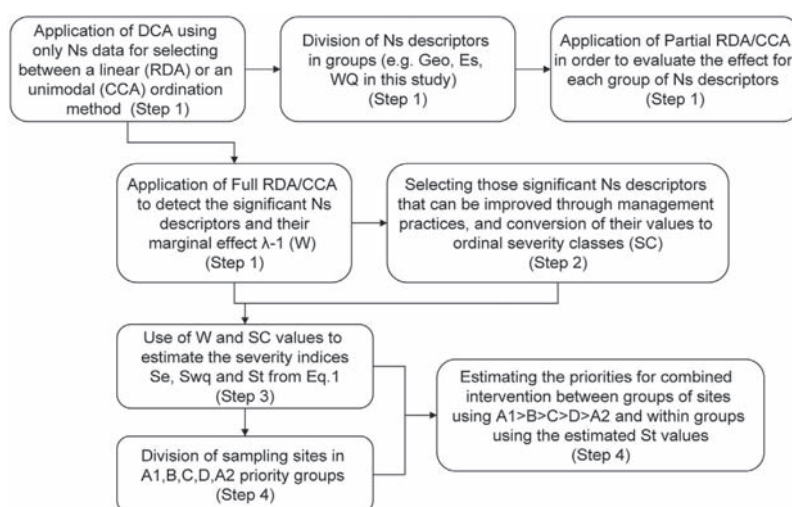 Application of DCA using
only Ns data for selecting
between a linear (RDA) or an
unimodal (CCA) ordination
method (Step 1)
Division of Ns descriptors
in groups (e.g. Geo, Es,
WQ in this study)
(Step 1)
Application of Partial RDA/CCA
in order to evaluate the effect for
each group of Ns descriptors
(Step 1)
Application of Full RDA/CCA
to detect the significant Ns
descriptors and their
marginal effect λ-1 (W)
(Step 1)
Selecting those significant Ns descriptors
that can be improved through management
practices, and conversion of their values to
ordinal severity classes (SC)
(Step 2)
Use of W and SC values to
estimate the severity indices
Se, Swq and St from Eq.1
(Step 3)
Estimating the priorities for combined
intervention between groups of sites
using A1>B>C>D>A2 and within groups
using the estimated St values
(Step 4)
Division of sampling sites in
A1,B,C,D,A2 priority groups
(Step 4)